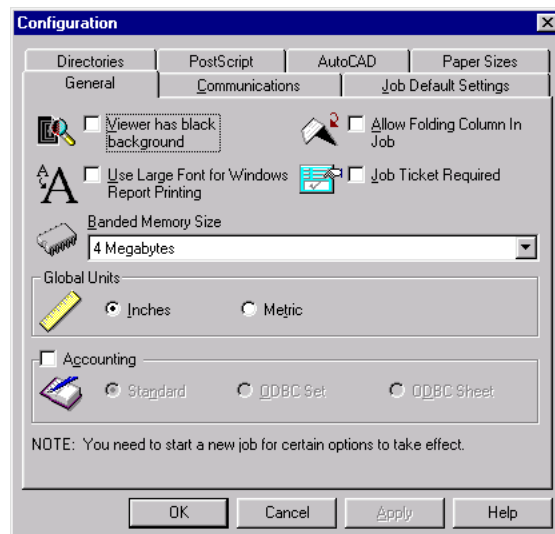 Configuration
Directories PostScript AutoCAD Paper Sizes
General Communications Job Default Settings
Viewer has black
background
Allow Folding Column In
Job
Use Large Font for Windows
Report Printing
Job Ticket Required
Banded Memory Size
4 Megabytes
Global Units
Inches Metric
Accounting
Standard ODBC Set ODBC Sheet
NOTE: You need to start a new job for certain options to take effect.
OK Cancel Apply Help